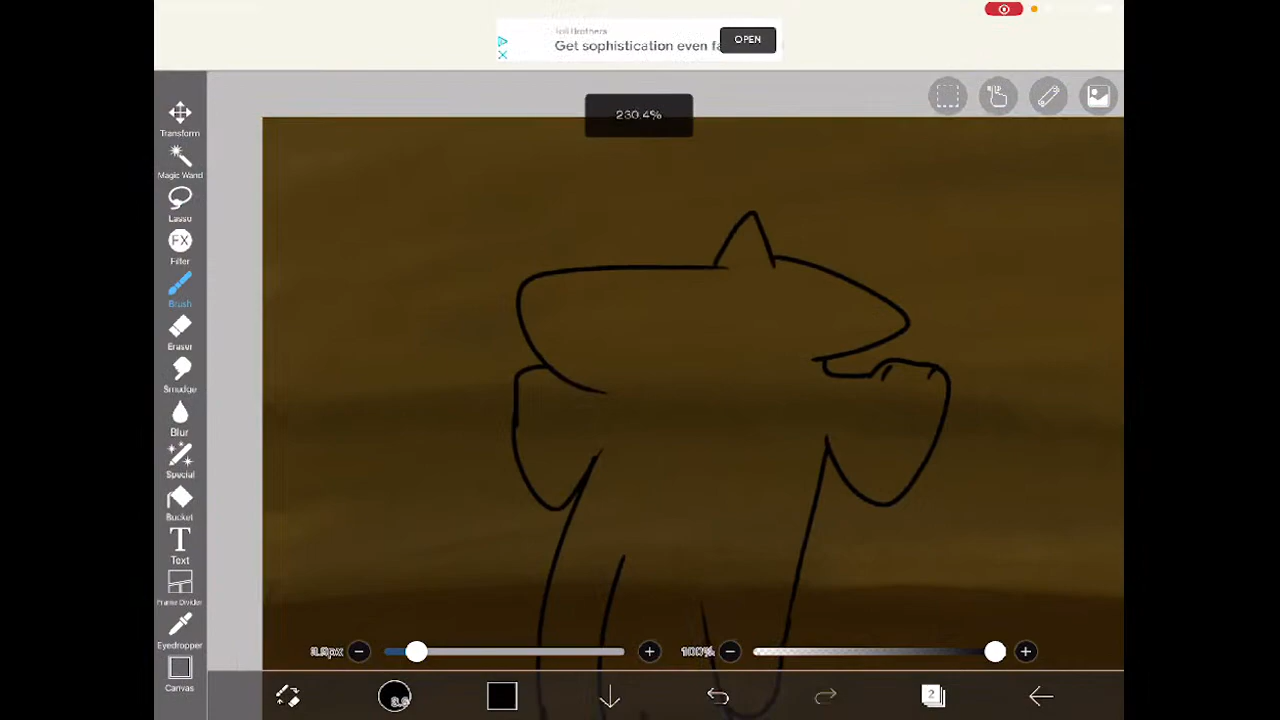 Get sophistication even fa
OPEN
230.4%
Transform
Magic Wand
Lasso
FX
Filter
Brush
Eraser
Smudge
Blur
Special
Bucket
T
Text
Frame Divider
Eyedropper
Canvas
100%
2